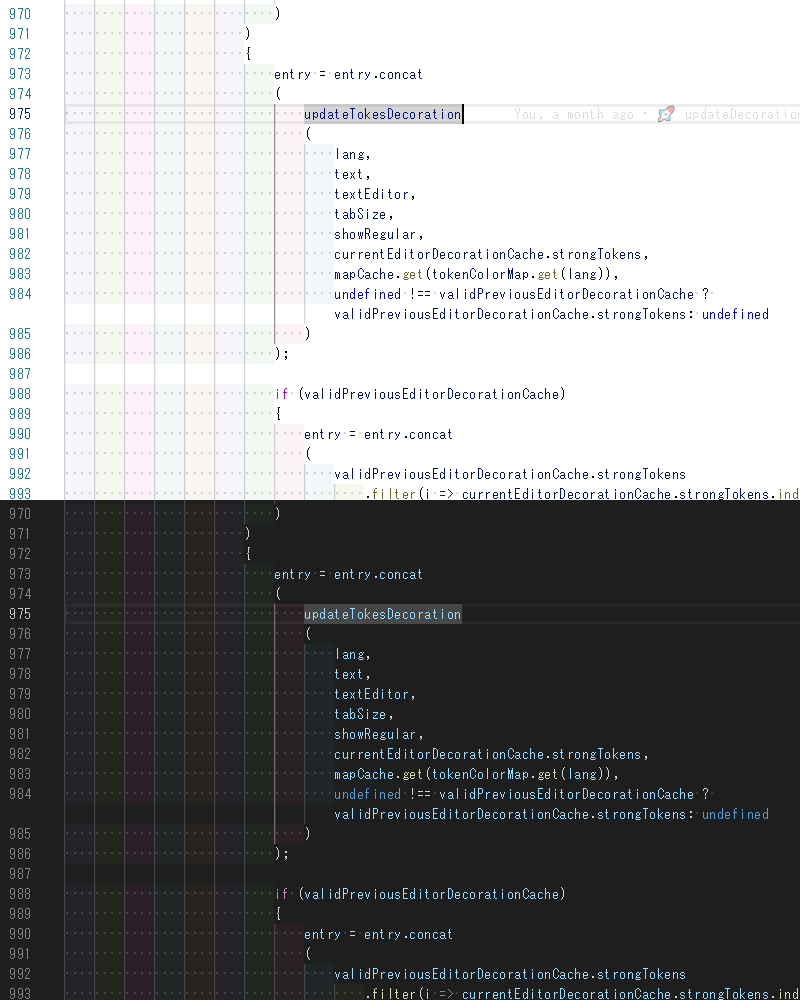 970 )
971 )
972 {
973 entry = entry.concat
974 (
975 updateTokesDecoration You, a month ago · 🚀 updateDecoration
976 (
977 lang,
978 text,
979 textEditor,
980 tabSize,
981 showRegular,
982 currentEditorDecorationCache.strongTokens,
983 mapCache.get(tokenColorMap.get(lang)),
984 undefined !== validPreviousEditorDecorationCache ?
validPreviousEditorDecorationCache.strongTokens: undefined
985 )
986 );
987
988 if (validPreviousEditorDecorationCache)
989 {
990 entry = entry.concat
991 (
992 validPreviousEditorDecorationCache.strongTokens
993 .filter(i => currentEditorDecorationCache.strongTokens.ind
970 )
971 )
972 {
973 entry = entry.concat
974 (
975 updateTokesDecoration
976 (
977 lang,
978 text,
979 textEditor,
980 tabSize,
981 showRegular,
982 currentEditorDecorationCache.strongTokens,
983 mapCache.get(tokenColorMap.get(lang)),
984 undefined !== validPreviousEditorDecorationCache ?
validPreviousEditorDecorationCache.strongTokens: undefined
985 )
986 );
987
988 if (validPreviousEditorDecorationCache)
989 {
990 entry = entry.concat
991 (
992 validPreviousEditorDecorationCache.strongTokens
993 .filter(i => currentEditorDecorationCache.strongTokens.ind